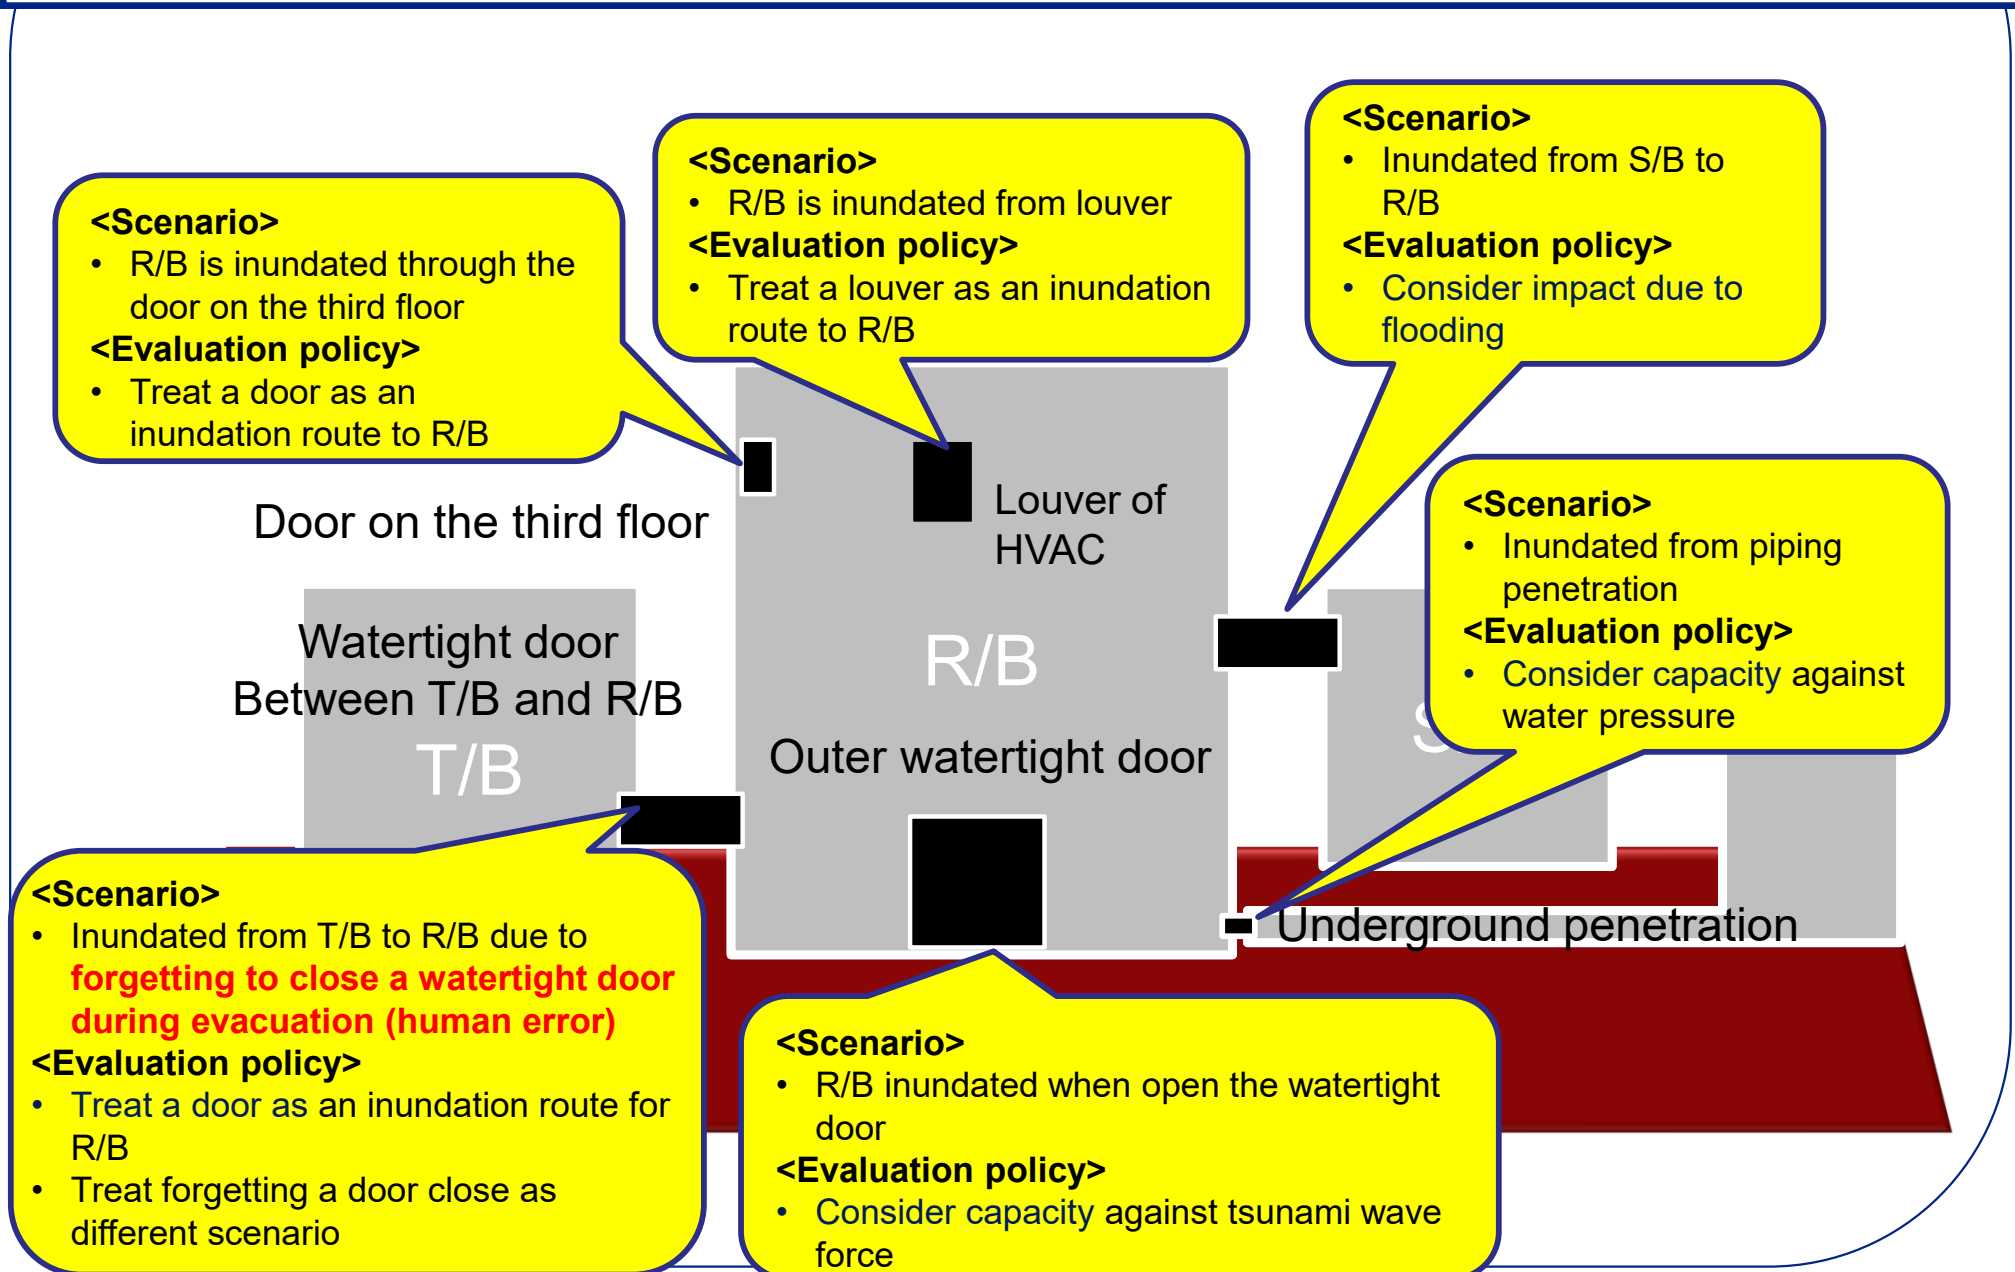 <Scenario>
• R/B is inundated through the
door on the third floor
<Evaluation policy>
• Treat a door as an
inundation route to R/B
<Scenario>
• R/B is inundated from louver
<Evaluation policy>
• Treat a louver as an inundation
route to R/B
<Scenario>
• Inundated from S/B to
R/B
<Evaluation policy>
• Consider impact due to
flooding
<Scenario>
• Inundated from piping
penetration
<Evaluation policy>
• Consider capacity against
water pressure
Door on the third floor
Louver of
HVAC
Watertight door
Between T/B and R/B
T/B
R/B
Outer watertight door
Underground penetration
<Scenario>
• Inundated from T/B to R/B due to
forgetting to close a watertight door
during evacuation (human error)
<Evaluation policy>
• Treat a door as an inundation route for
R/B
• Treat forgetting a door close as
different scenario
<Scenario>
• R/B inundated when open the watertight
door
<Evaluation policy>
• Consider capacity against tsunami wave
force